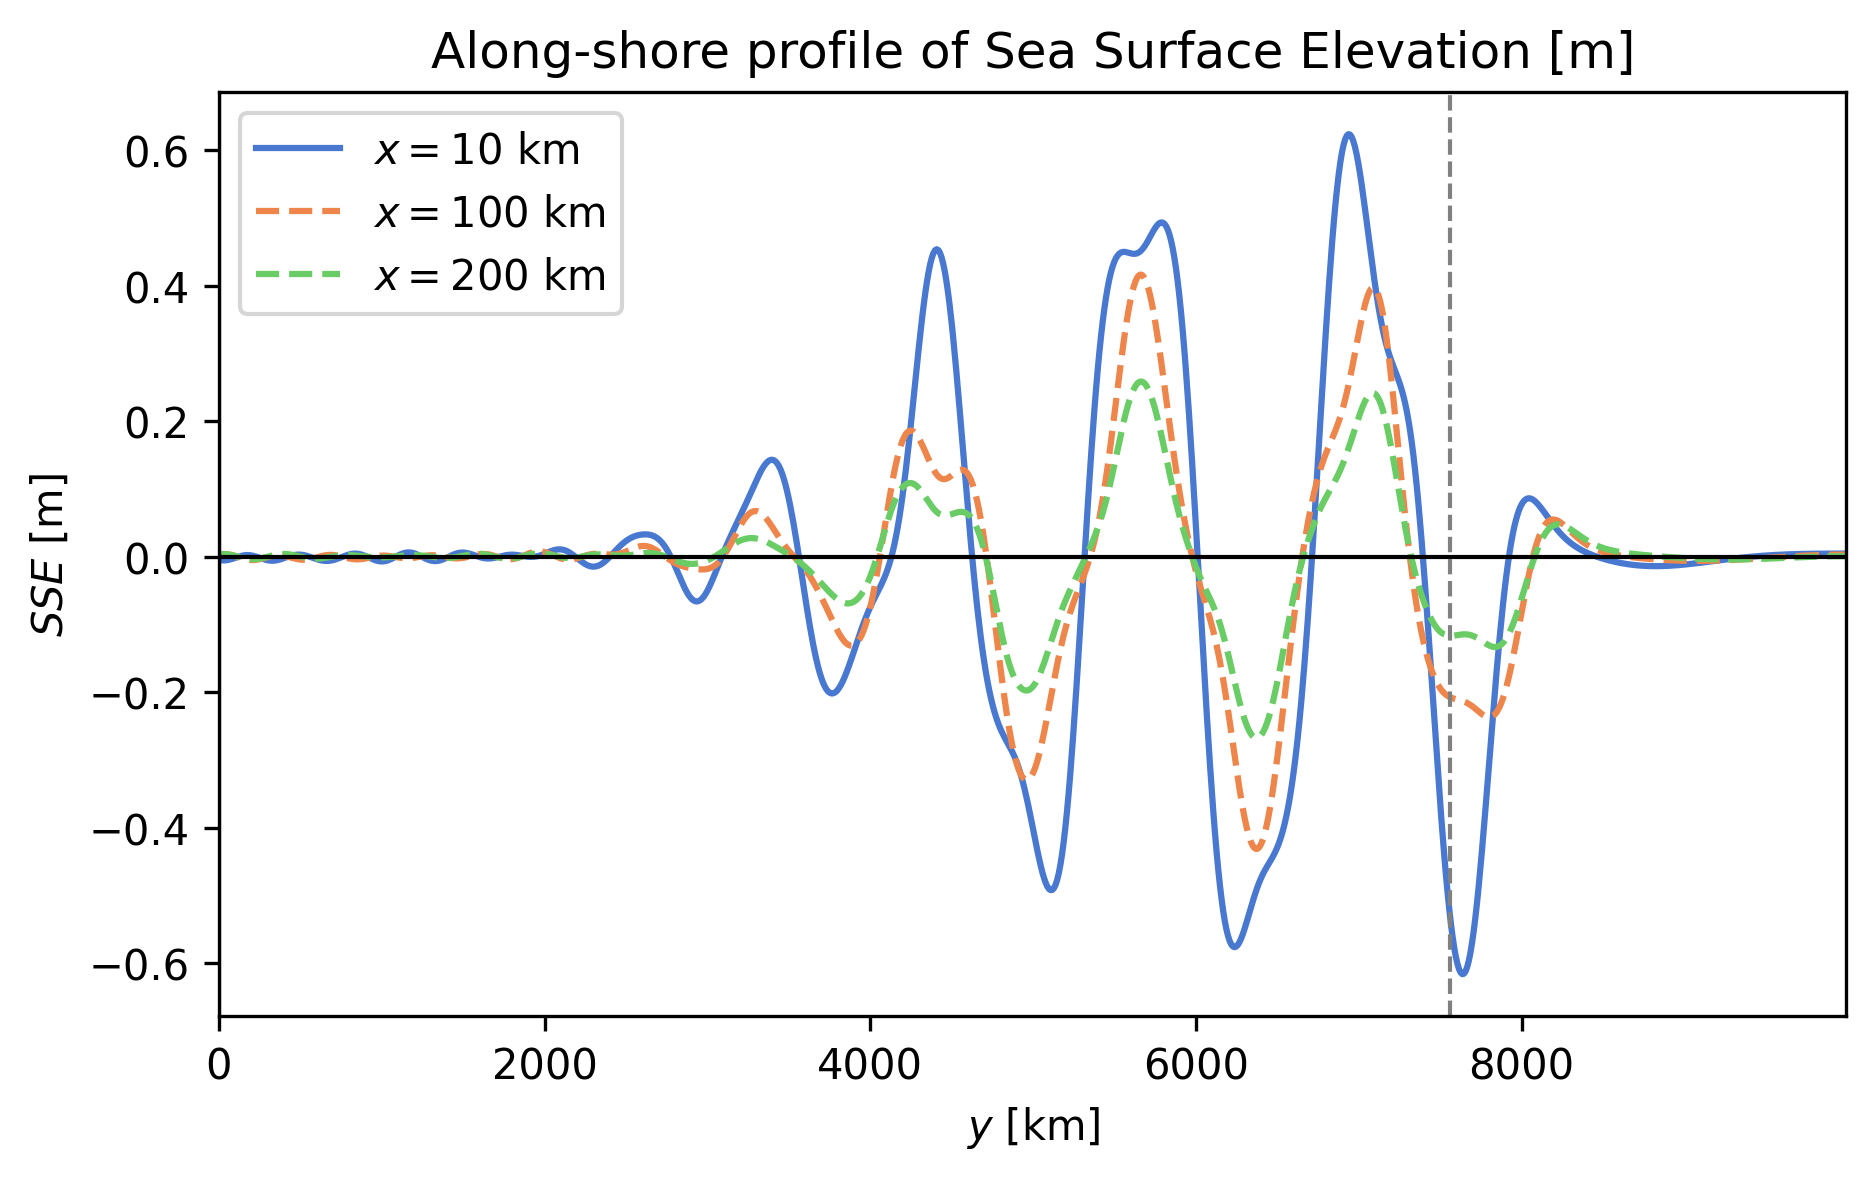 Along-shore profile of Sea Surface Elevation [m]
x = 10 km
x = 100 km
x = 200 km
0.6
0.4
0.2
0.0
−0.2
−0.4
−0.6
SSE [m]
0 2000 4000 6000 8000
y [km]